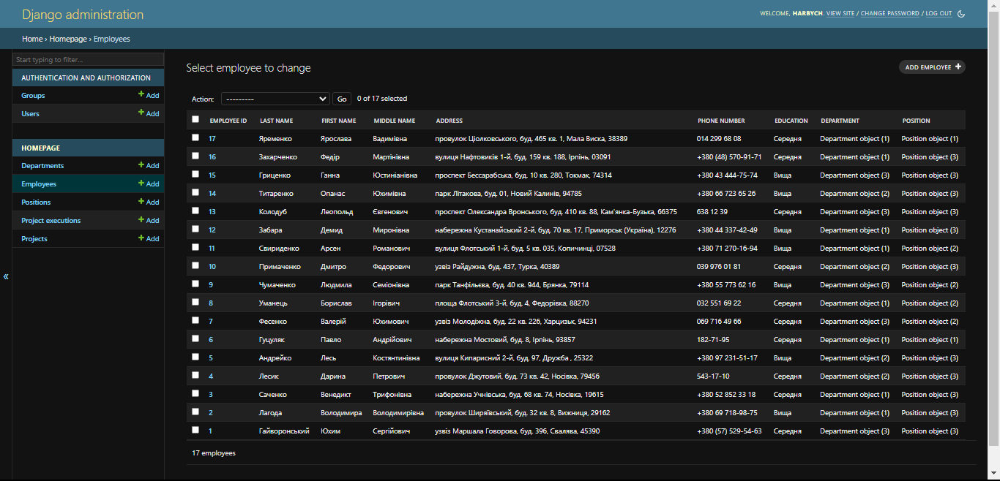 Django administration
WELCOME, HARBYCH. VIEW SITE / CHANGE PASSWORD / LOG OUT
Home › Homepage › Employees
Start typing to filter...
AUTHENTICATION AND AUTHORIZATION
Groups + Add
Users + Add
HOMEPAGE
Departments + Add
Employees + Add
Positions + Add
Project executions + Add
Projects + Add
«
Select employee to change
ADD EMPLOYEE +
Action: --------- Go 0 of 17 selected
EMPLOYEE ID LAST NAME FIRST NAME MIDDLE NAME ADDRESS PHONE NUMBER EDUCATION DEPARTMENT POSITION
17 Яременко Ярослава Вадимівна провулок Ціолковського, буд. 465 кв. 1, Мала Виска, 38389 014 299 68 08 Середня Department object (1) Position object (1)
16 Захарченко Федір Мартінівна вулиця Нафтовиків 1-й, буд. 159 кв. 188, Ірпінь, 03091 +380 (48) 570-91-71 Середня Department object (1) Position object (3)
15 Гриценко Ганна Юстиніанівна проспект Бессарабська, буд. 10 кв. 280, Токмак, 74314 +380 43 444-75-74 Вища Department object (3) Position object (3)
14 Титаренко Опанас Юхимівна парк Літакова, буд. 01, Новий Калинів, 94785 +380 66 723 65 26 Вища Department object (2) Position object (3)
13 Колодуб Леопольд Євгенович проспект Олександра Вронського, буд. 410 кв. 88, Кам'янка-Бузька, 66375 638 12 39 Середня Department object (3) Position object (3)
12 Забара Демид Миронівна набережна Кустанайський 2-й, буд. 70 кв. 17, Приморськ (Україна), 12276 +380 44 337-42-49 Вища Department object (1) Position object (3)
11 Свириденко Арсен Романович вулиця Флотський 1-й, буд. 5 кв. 035, Копичинці, 07528 +380 71 270-16-94 Вища Department object (1) Position object (2)
10 Примаченко Дмитро Федорович узвіз Райдужна, буд. 437, Турка, 40389 039 976 01 81 Середня Department object (2) Position object (3)
9 Чумаченко Людмила Семіонівна парк Танфільєва, буд. 40 кв. 944, Брянка, 79114 +380 55 773 62 16 Вища Department object (3) Position object (2)
8 Уманець Борислав Ігорівич площа Флотський 3-й, буд. 4, Федорівка, 88270 032 551 69 22 Середня Department object (1) Position object (2)
7 Фесенко Валерій Юхимович узвіз Молодіжна, буд. 22 кв. 226, Харцизьк, 94231 069 716 49 66 Середня Department object (3) Position object (2)
6 Гуцуляк Павло Андрійович набережна Мостовий, буд. 8, Ірпінь, 93857 182-71-95 Середня Department object (1) Position object (1)
5 Андрейко Лесь Костянтинівна вулиця Кипарисний 2-й, буд. 97, Дружба , 25322 +380 97 231-51-17 Вища Department object (2) Position object (3)
4 Лесик Дарина Петрович провулок Джутовий, буд. 73 кв. 42, Носівка, 79456 543-17-10 Середня Department object (2) Position object (3)
3 Саченко Венедикт Трифонівна набережна Учнівська, буд. 68 кв. 74, Носівка, 19615 +380 52 852 33 18 Середня Department object (1) Position object (3)
2 Лагода Володимира Володимирівна провулок Ширяївський, буд. 32 кв. 8, Вижниця, 29162 +380 69 718-98-75 Вища Department object (1) Position object (3)
1 Гайворонський Юхим Сергійович узвіз Маршала Говорова, буд. 396, Свалява, 45390 +380 (57) 529-54-63 Середня Department object (3) Position object (3)
17 employees